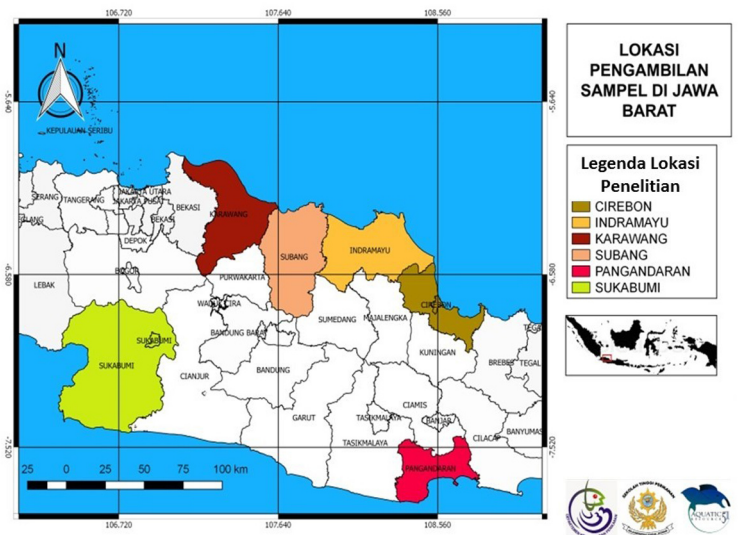 106.720 107.640 108.560
N
-5.640 -5.640
KEPULAUAN SERIBU
SERANG
TANGERANG
JAKARTA UTARA
JAKARTA PUSAT
BEKASI
BEKASI
KARAWANG
DEPOK
SUBANG
INDRAMAYU
BOGOR
PURWAKARTA
-6.580 -6.580
LEBAK
CIREBON
SUMEDANG
MAJALENGKA
BANDUNG BARAT
SUKABUMI
SUKABUMI
KUNINGAN
BREBES
TEGAL
CIANJUR
BANDUNG
GARUT
CIAMIS
TASIKMALAYA
BANJAR
TASIKMALAYA
BANYUMAS
-7.520 -7.520
PANGANDARAN
25 0 25 50 75 100 km
106.720 107.640 108.560
LOKASI
PENGAMBILAN
SAMPEL DI JAWA
BARAT
Legenda Lokasi
Penelitian
CIREBON
INDRAMAYU
KARAWANG
SUBANG
PANGANDARAN
SUKABUMI
AQUATIC